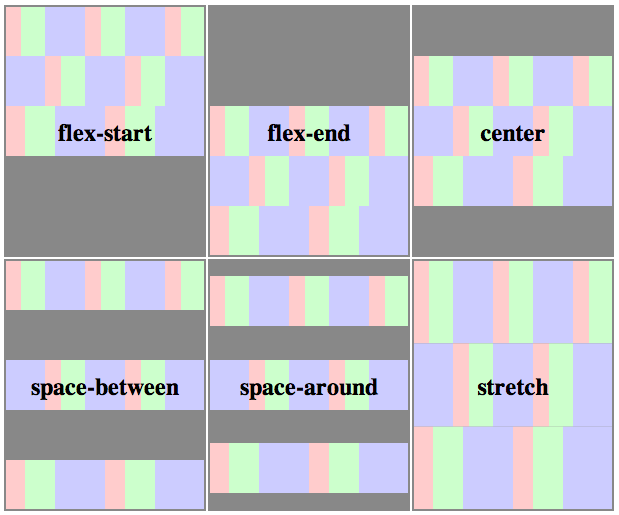 flex-start
flex-end
center
space-between
space-around
stretch